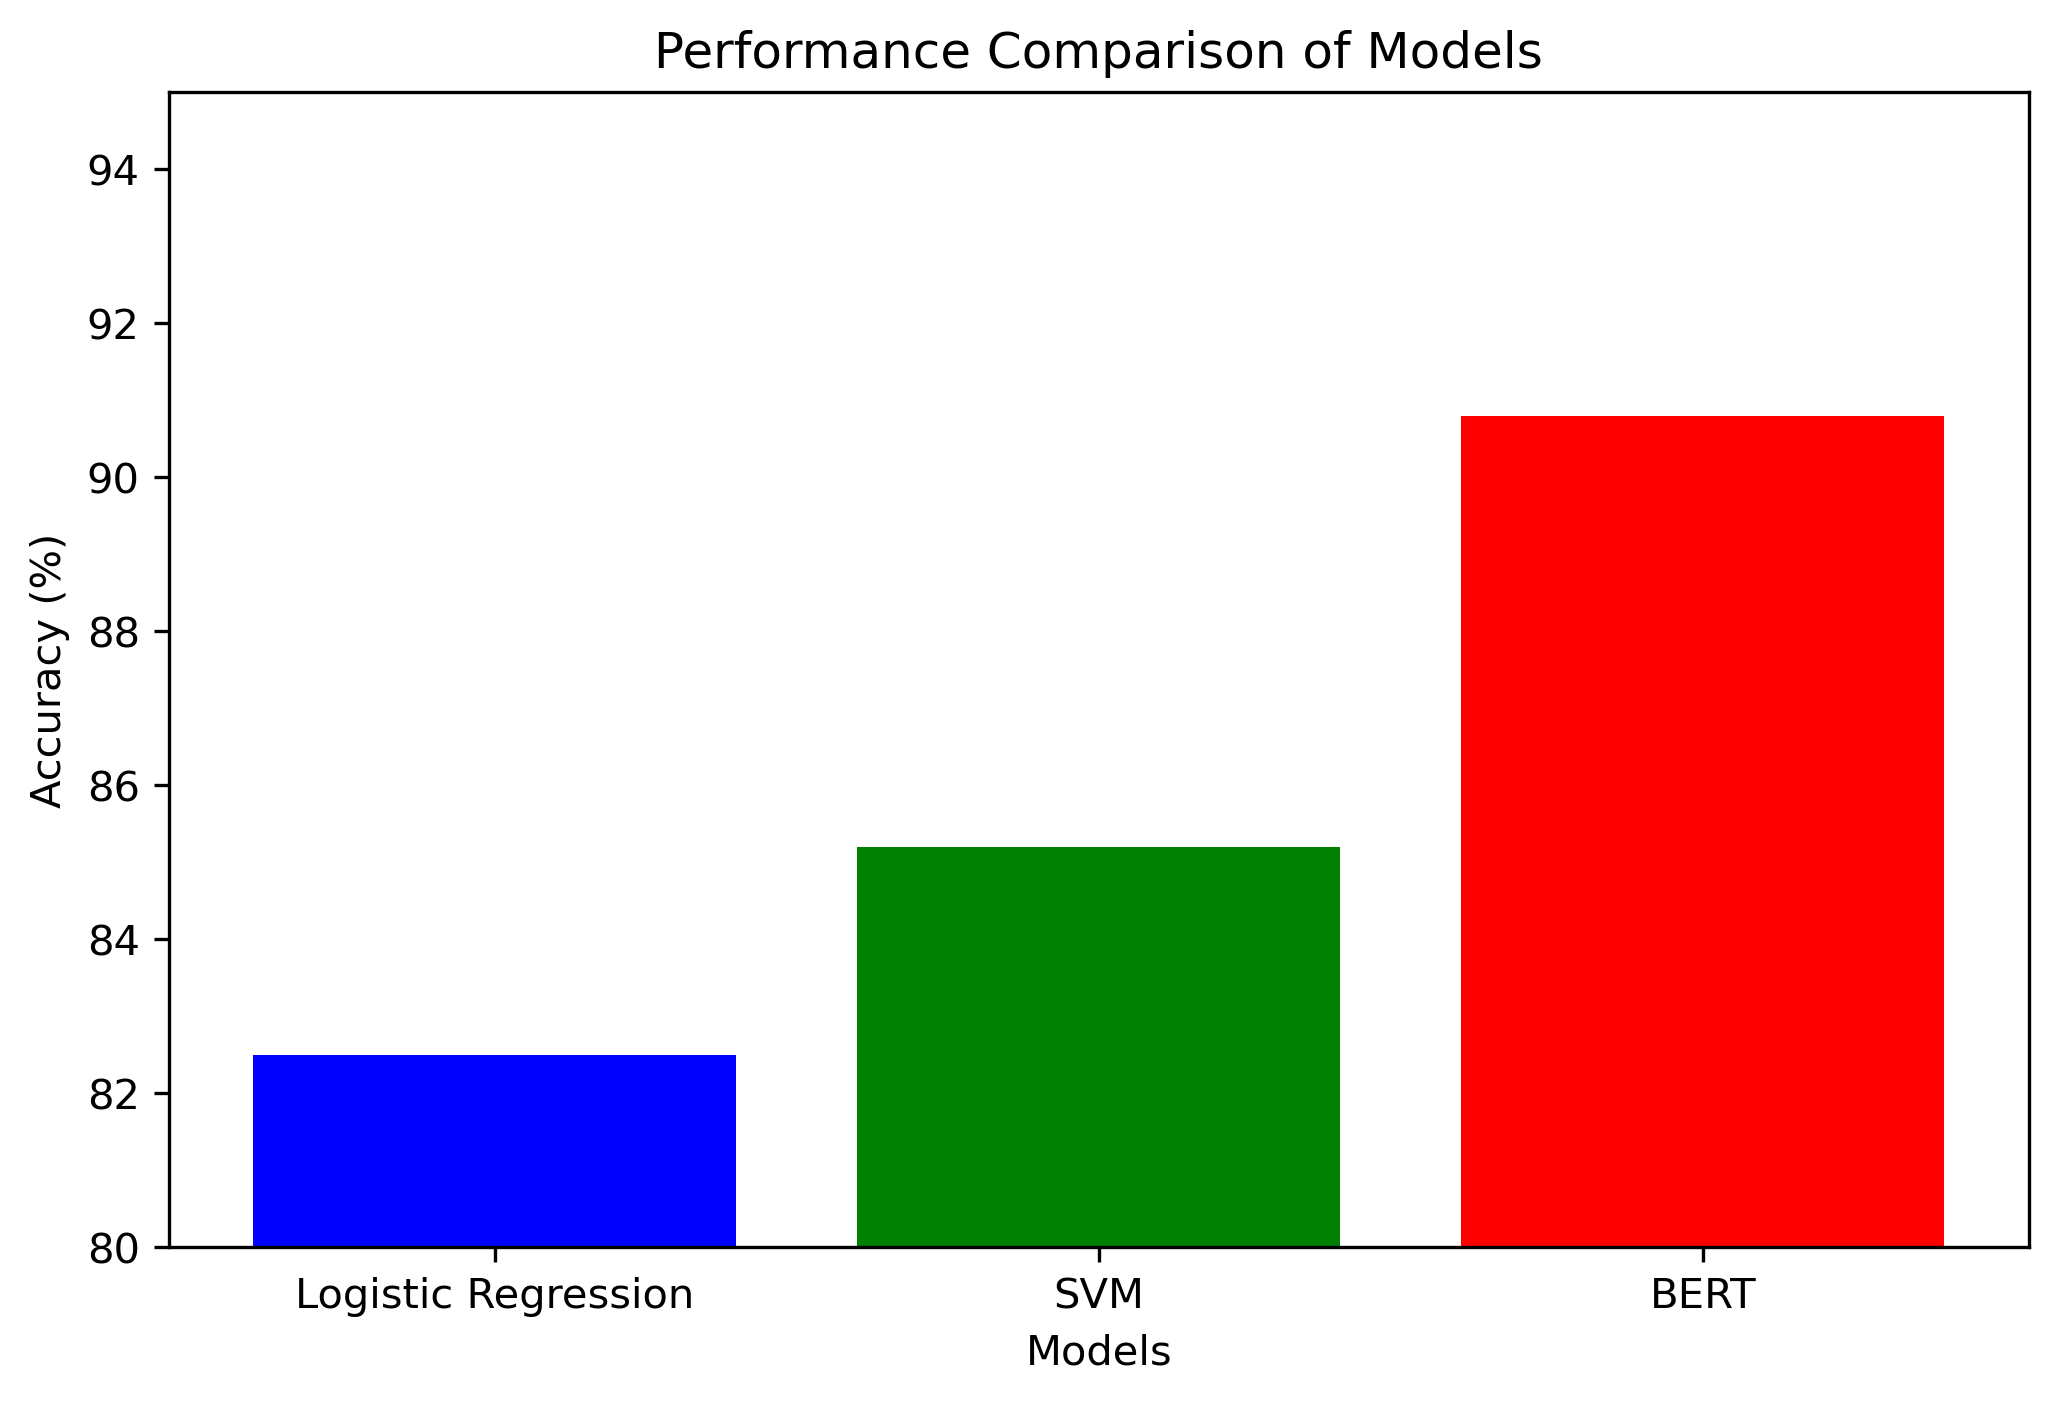 Performance Comparison of Models
94
92
90
88
86
84
82
80
Accuracy (%)
Logistic Regression
SVM
BERT
Models